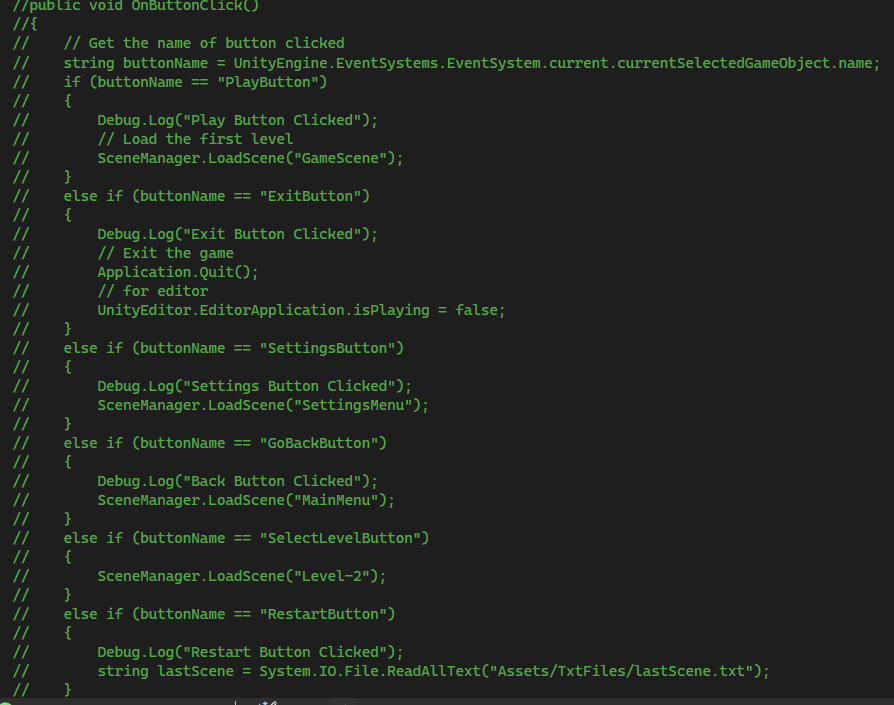 //public void OnButtonClick()
//{
//    // Get the name of button clicked
//    string buttonName = UnityEngine.EventSystems.EventSystem.current.currentSelectedGameObject.name;
//    if (buttonName == "PlayButton")
//    {
//        Debug.Log("Play Button Clicked");
//        // Load the first level
//        SceneManager.LoadScene("GameScene");
//    }
//    else if (buttonName == "ExitButton")
//    {
//        Debug.Log("Exit Button Clicked");
//        // Exit the game
//        Application.Quit();
//        // for editor
//        UnityEditor.EditorApplication.isPlaying = false;
//    }
//    else if (buttonName == "SettingsButton")
//    {
//        Debug.Log("Settings Button Clicked");
//        SceneManager.LoadScene("SettingsMenu");
//    }
//    else if (buttonName == "GoBackButton")
//    {
//        Debug.Log("Back Button Clicked");
//        SceneManager.LoadScene("MainMenu");
//    }
//    else if (buttonName == "SelectLevelButton")
//    {
//        SceneManager.LoadScene("Level-2");
//    }
//    else if (buttonName == "RestartButton")
//    {
//        Debug.Log("Restart Button Clicked");
//        string lastScene = System.IO.File.ReadAllText("Assets/TxtFiles/lastScene.txt");
//    }